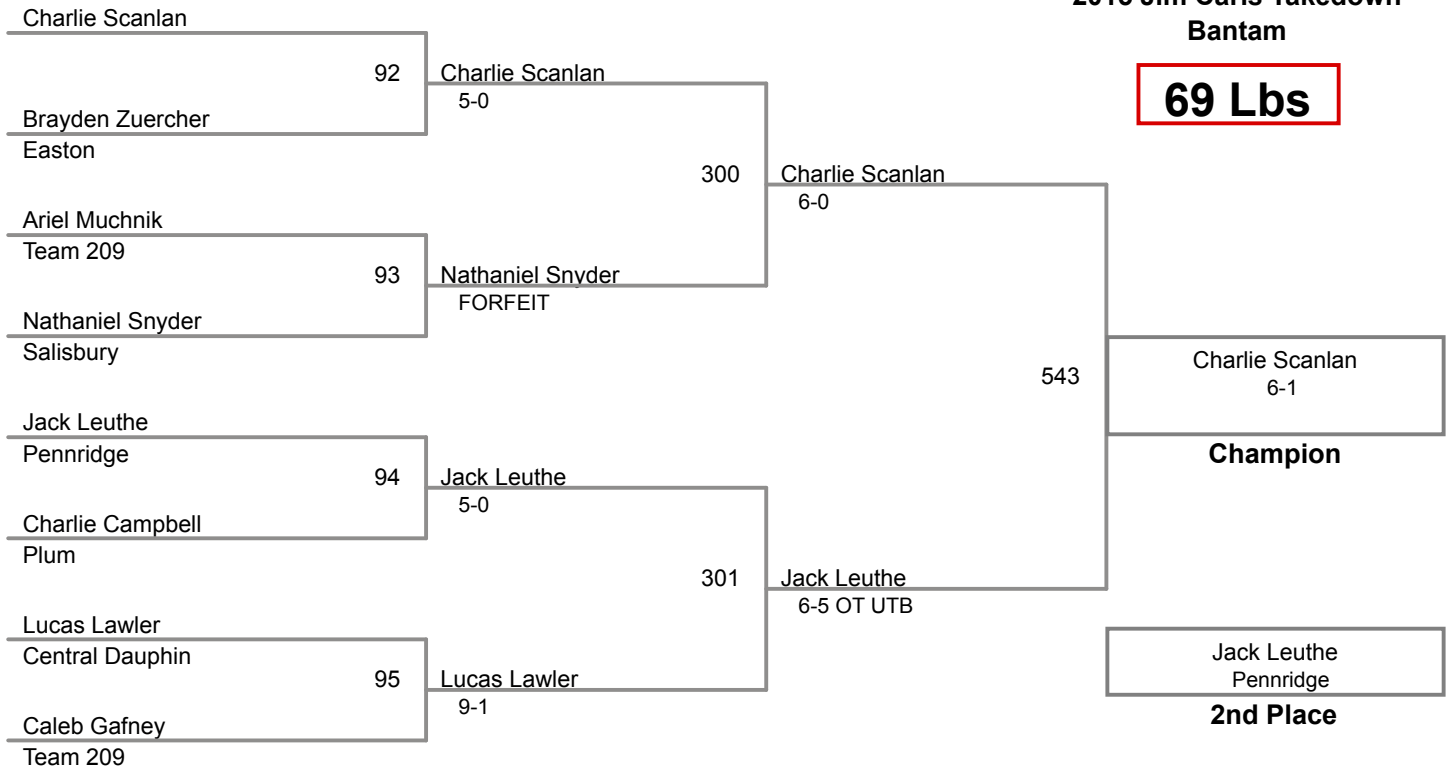 Jim Takedown
Bantam
69 Lbs
Charlie Scanlan
92
Brayden Zuercher
Easton
Charlie Scanlan
5-0
Ariel Muchnik
Team 209
93
Nathaniel Snyder
Salisbury
Nathaniel Snyder
FORFEIT
300
Charlie Scanlan
6-0
Jack Leuthe
Pennridge
94
Charlie Campbell
Plum
Jack Leuthe
5-0
Lucas Lawler
Central Dauphin
95
Caleb Gafney
Team 209
Lucas Lawler
9-1
301
Jack Leuthe
6-5 OT UTB
543
Charlie Scanlan
6-1
Champion
Jack Leuthe
Pennridge
2nd Place